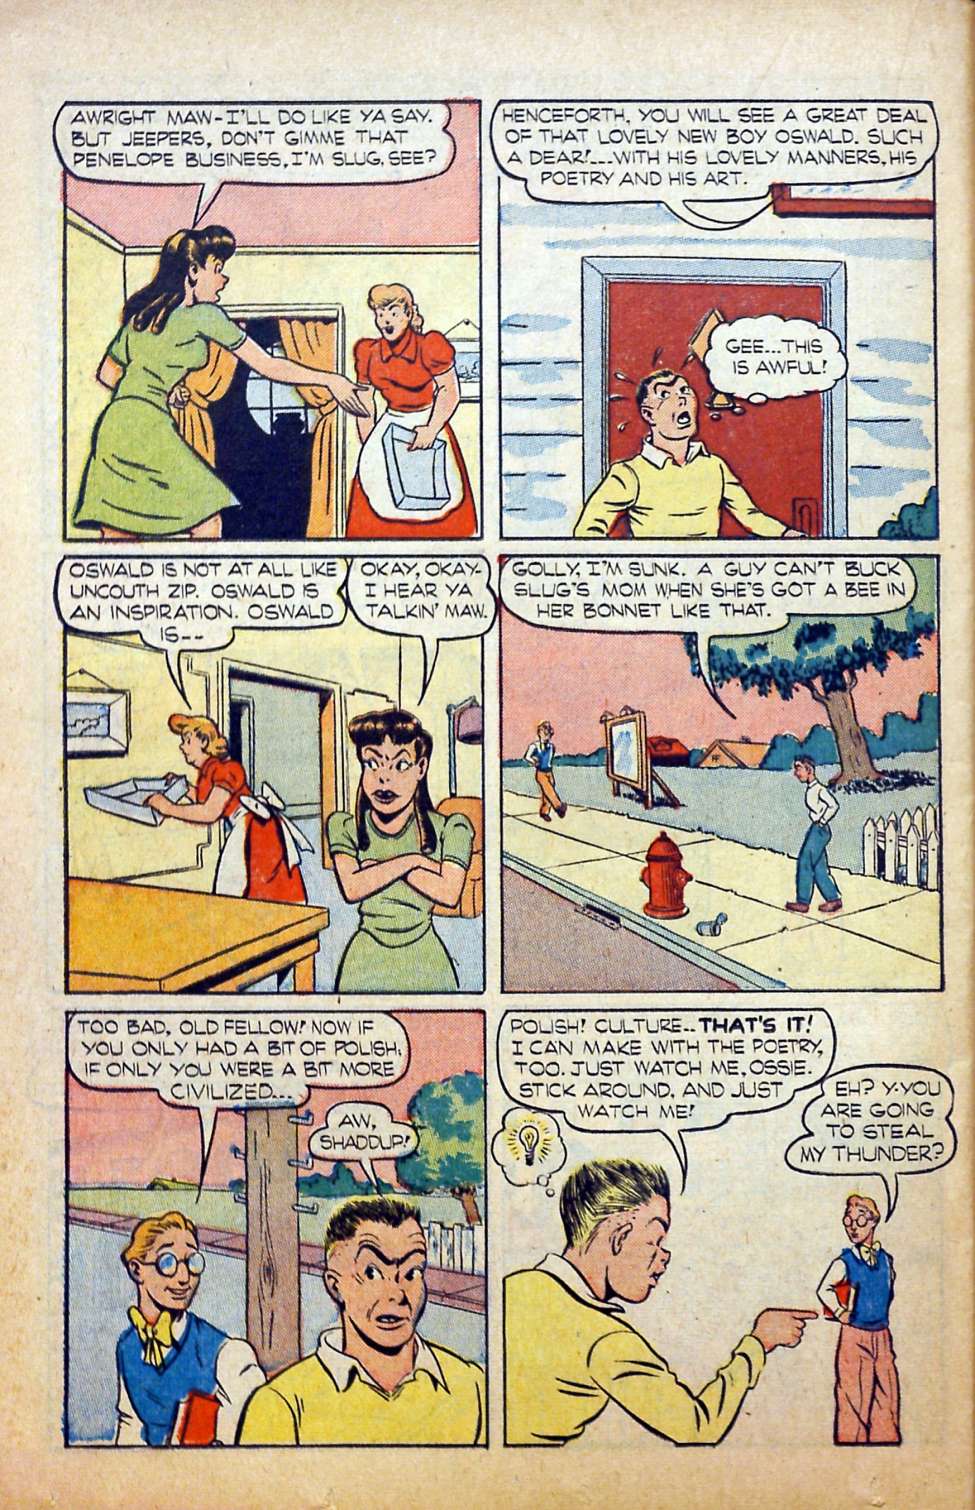 AWRIGHT MAW-I'LL DO LIKE YA SAY.
BUT JEEPERS, DON'T GIMME THAT
PENELOPE BUSINESS, I'M SLUG, SEE?
HENCEFORTH, YOU WILL SEE A GREAT DEAL
OF THAT LOVELY NEW BOY OSWALD. SUCH
A DEAR!...WITH HIS LOVELY MANNERS, HIS
POETRY AND HIS ART.
GEE...THIS
IS AWFUL!
OSWALD IS NOT AT ALL LIKE
UNCOUTH ZIP. OSWALD IS
AN INSPIRATION. OSWALD
IS--
OKAY, OKAY-
I HEAR YA
TALKIN' MAW.
GOLLY, I'M SUNK. A GUY CAN'T BUCK
SLUG'S MOM WHEN SHE'S GOT A BEE IN
HER BONNET LIKE THAT.
TOO BAD, OLD FELLOW! NOW IF
YOU ONLY HAD A BIT OF POLISH;
IF ONLY YOU WERE A BIT MORE
CIVILIZED...
AW,
SHADDUP!
POLISH! CULTURE.. THAT'S IT!
I CAN MAKE WITH THE POETRY,
TOO. JUST WATCH ME, OSSIE.
STICK AROUND, AND JUST
WATCH ME!
EH? Y-YOU
ARE GOING
TO STEAL
MY THUNDER?